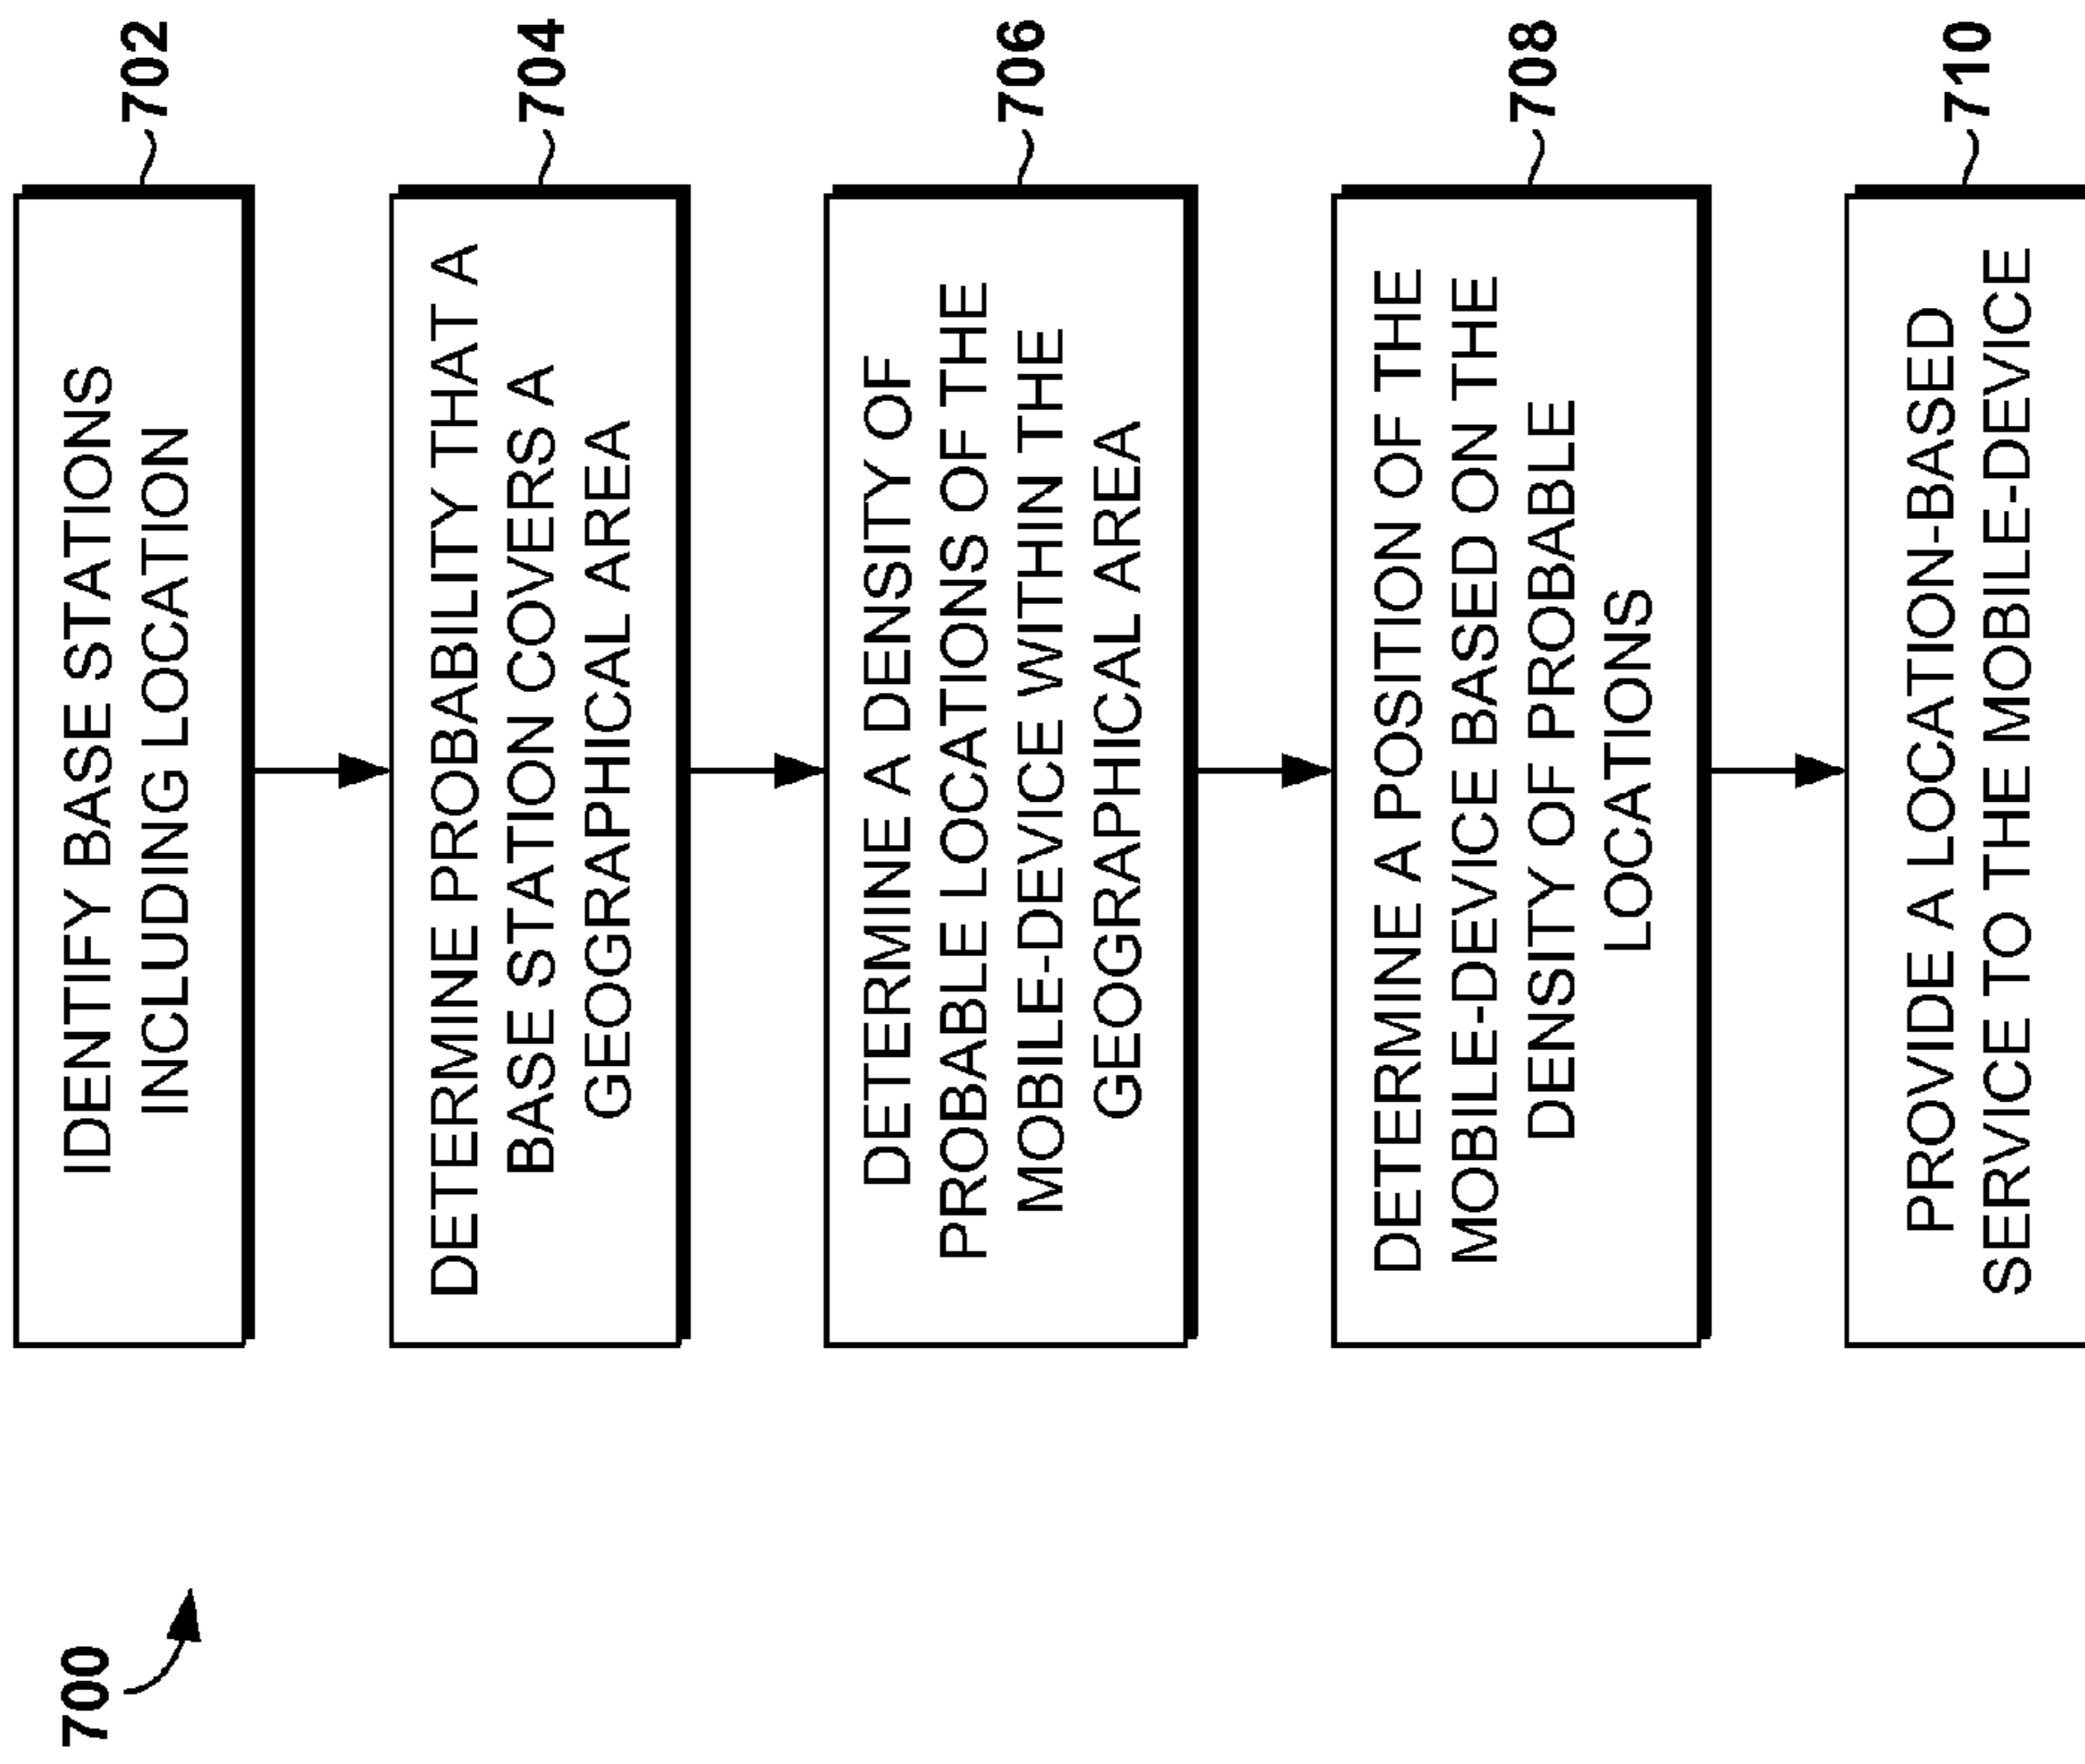 700
IDENTIFY BASE STATIONS
INCLUDING LOCATION
702
DETERMINE PROBABILITY THAT A
BASE STATION COVERS A
GEOGRAPHICAL AREA
704
DETERMINE A DENSITY OF
PROBABLE LOCATIONS OF THE
MOBILE-DEVICE WITHIN THE
GEOGRAPHICAL AREA
706
DETERMINE A POSITION OF THE
MOBILE-DEVICE BASED ON THE
DENSITY OF PROBABLE
LOCATIONS
708
PROVIDE A LOCATION-BASED
SERVICE TO THE MOBILE-DEVICE
710